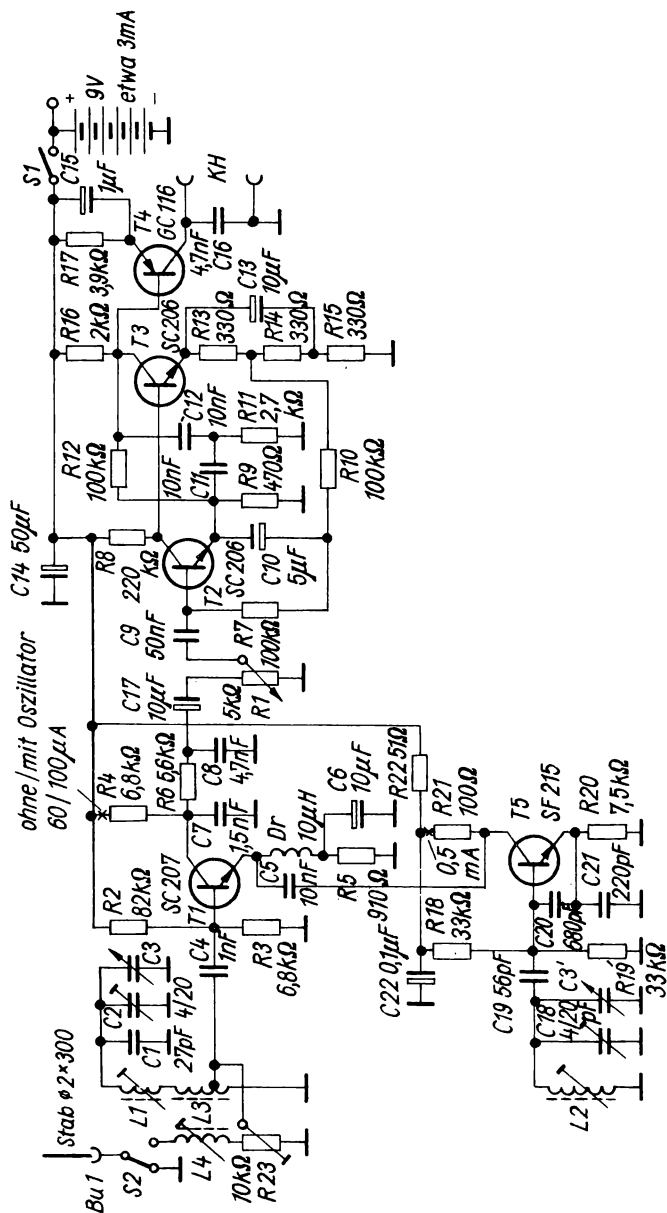 Stab ø 2×300
Bu 1
S2
L4
10kΩ
R23
L1
L3
C1
27pF
C2
4/20
C3
C4
1nF
R2
82kΩ
R3
6,8kΩ
T1
SC207
ohne/mit Oszillator
60/100µA
R4
6,8kΩ
R6 5,6kΩ
C7
1,5nF
C8
4,7nF
C5
10nF
Dr
10µH
R5
910Ω
C6
10µF
C17
10µF
5kΩ
R1
C9
50nF
R7
100kΩ
T2
SC206
C14 50µF
R8
220
kΩ
C10
5µF
R12
100kΩ
10nF
C11
C12
10nF
R9
470Ω
R11
2,7
kΩ
R10
100kΩ
R16
2kΩ
T3
SC206
R13
330Ω
R14
330Ω
R15
330Ω
C13
10µF
R17
3,9kΩ
T4
GC 116
C15
1µF
4,7nF
C16
KH
S1
+
9V
etwa 3mA
−
R22 51Ω
R21
100Ω
0,5
mA
C22 0,1µF
R18
33kΩ
T5
SF 215
R20
7,5kΩ
C20
680pF
C21
220pF
C19 56pF
C18
4/20
pF
C3'
R19
33kΩ
L2